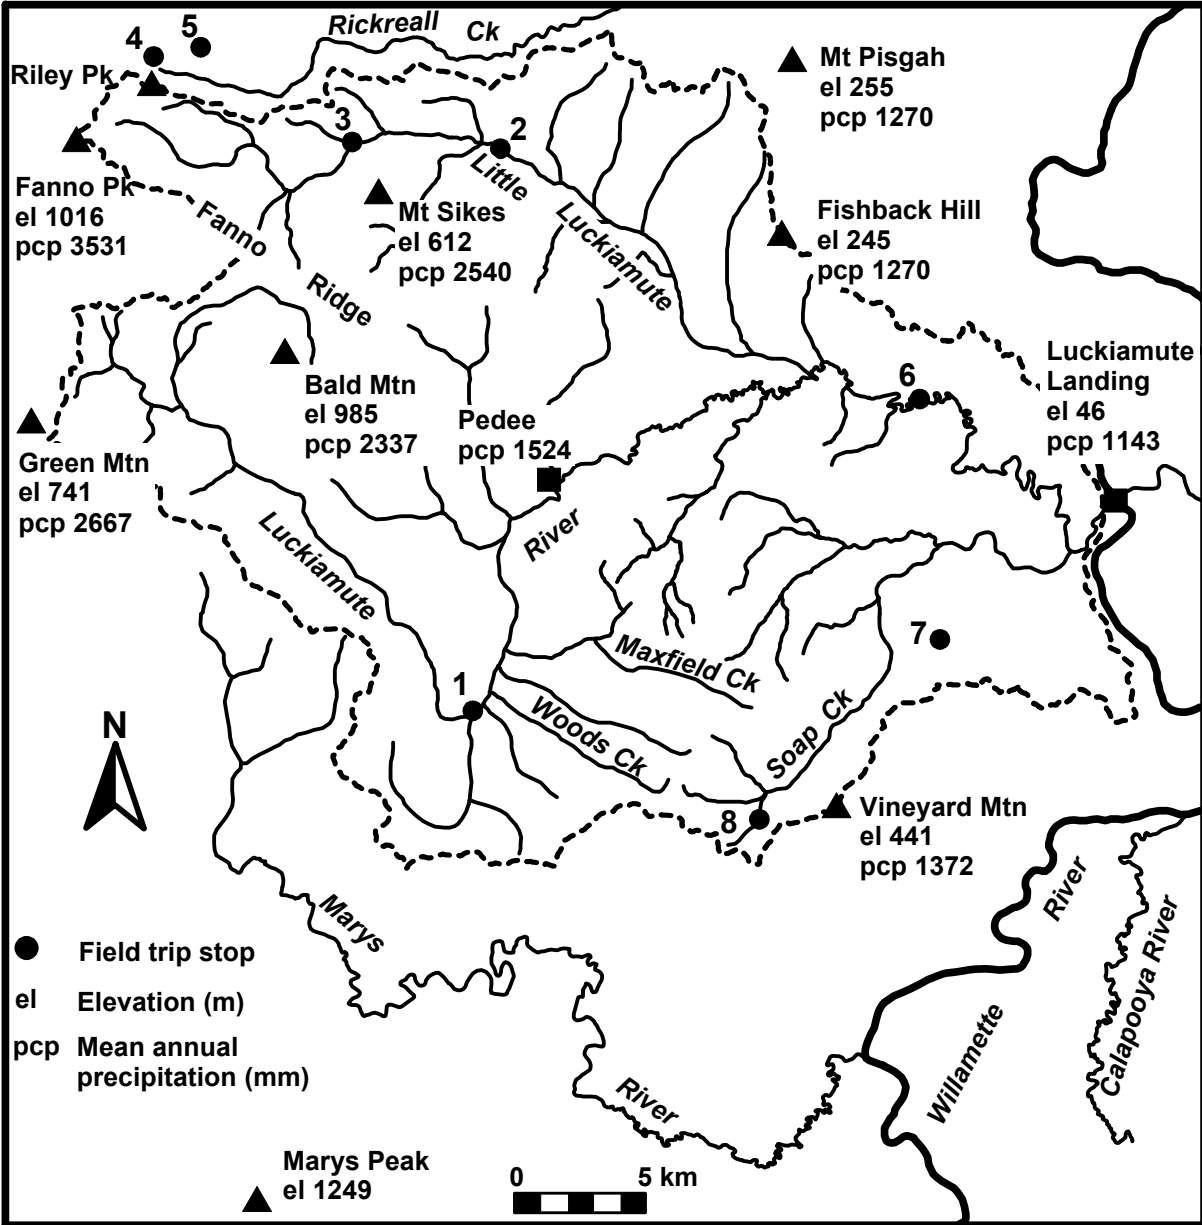 Rickreall Ck
4
5
Riley Pk
Mt Pisgah
el 255
pcp 1270
3
2
Little
Luckiamute
Fanno Pk
el 1016
pcp 3531
Fanno
Ridge
Mt Sikes
el 612
pcp 2540
Fishback Hill
el 245
pcp 1270
Bald Mtn
el 985
pcp 2337
Pedee
pcp 1524
6
Luckiamute
Landing
el 46
pcp 1143
Green Mtn
el 741
pcp 2667
Luckiamute
River
7
Maxfield Ck
1
Woods Ck
Soap Ck
N
8
Vineyard Mtn
el 441
pcp 1372
Marys
River
Willamette
River
Calapooya River
Field trip stop
el Elevation (m)
pcp Mean annual
precipitation (mm)
Marys Peak
el 1249
0 5 km